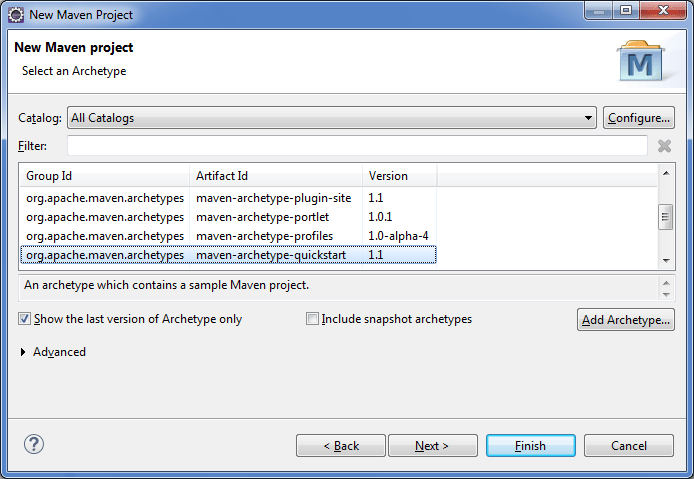 New Maven Project
New Maven project
Select an Archetype
M
Catalog: All Catalogs Configure...
Filter:
Group Id Artifact Id Version
org.apache.maven.archetypes maven-archetype-plugin-site 1.1
org.apache.maven.archetypes maven-archetype-portlet 1.0.1
org.apache.maven.archetypes maven-archetype-profiles 1.0-alpha-4
org.apache.maven.archetypes maven-archetype-quickstart 1.1
An archetype which contains a sample Maven project.
Show the last version of Archetype only Include snapshot archetypes Add Archetype...
Advanced
? < Back Next > Finish Cancel